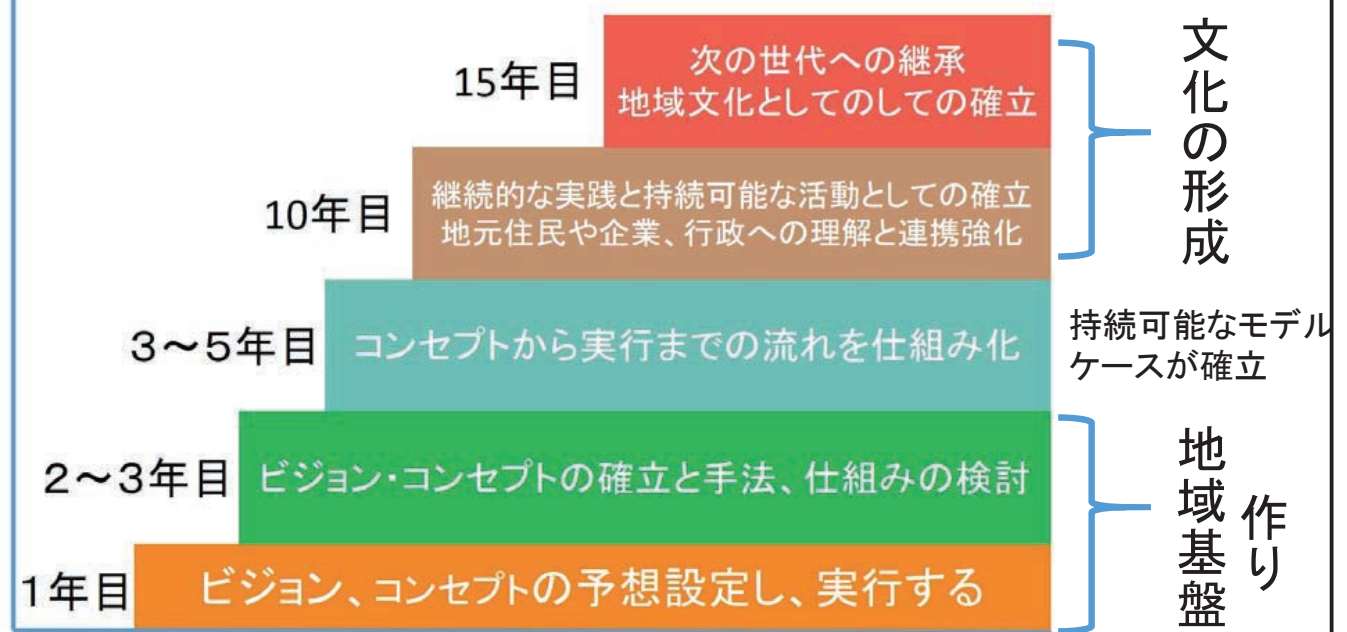 15年目
次の世代への継承
地域文化としてのしての確立
文化の形成
10年目
継続的な実践と持続可能な活動としての確立
地元住民や企業、行政への理解と連携強化
3～5年目
コンセプトから実行までの流れを仕組み化
持続可能なモデル
ケースが確立
2～3年目
ビジョン・コンセプトの確立と手法、仕組みの検討
地域基盤
作り
1年目
ビジョン、コンセプトの予想設定し、実行する